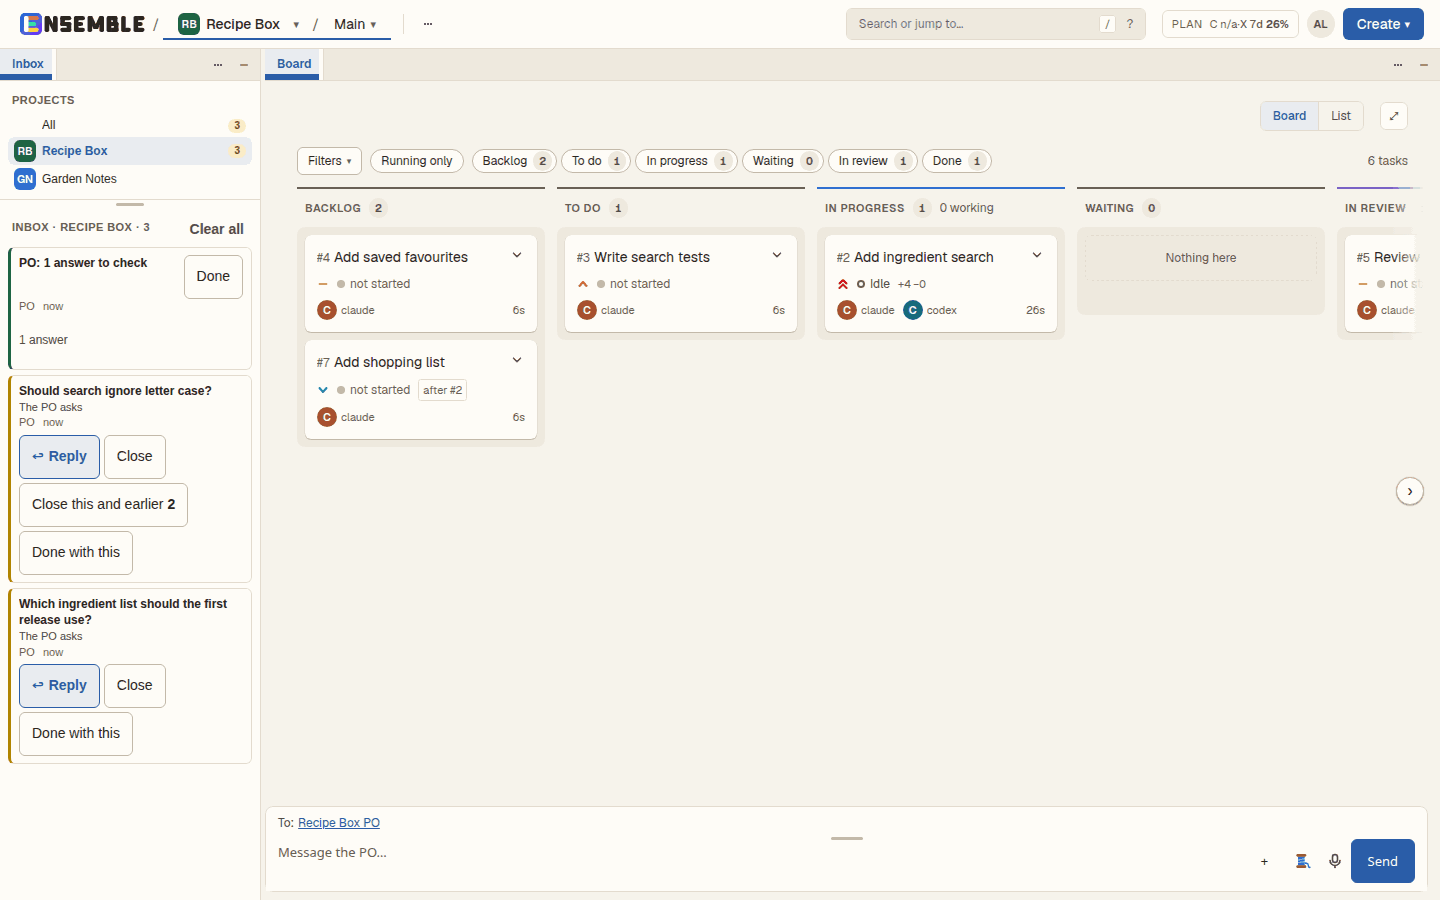 ENSEMBLE / RB Recipe Box ▾ / Main ▾ ···
Search or jump to... / ?
PLAN C n/a·X 7d 26%
AL
Create ▾
Inbox ··· –
Board ··· –
PROJECTS
All 3
RB Recipe Box 3
GN Garden Notes
INBOX · RECIPE BOX · 3 Clear all
PO: 1 answer to check
Done
PO now
1 answer
Should search ignore letter case?
The PO asks
PO now
↩ Reply
Close
Close this and earlier 2
Done with this
Which ingredient list should the first
release use?
The PO asks
PO now
↩ Reply
Close
Done with this
Board List
Filters ▾
Running only
Backlog 2
To do 1
In progress 1
Waiting 0
In review 1
Done 1
6 tasks
BACKLOG 2
#4 Add saved favourites
not started
C claude 6s
#7 Add shopping list
not started after #2
C claude 6s
TO DO 1
#3 Write search tests
not started
C claude 6s
IN PROGRESS 1 0 working
#2 Add ingredient search
Idle +4 −0
C claude C codex 26s
WAITING 0
Nothing here
IN REVIEW
#5 Review
not
C claude
›
To: Recipe Box PO
Message the PO...
+
Send